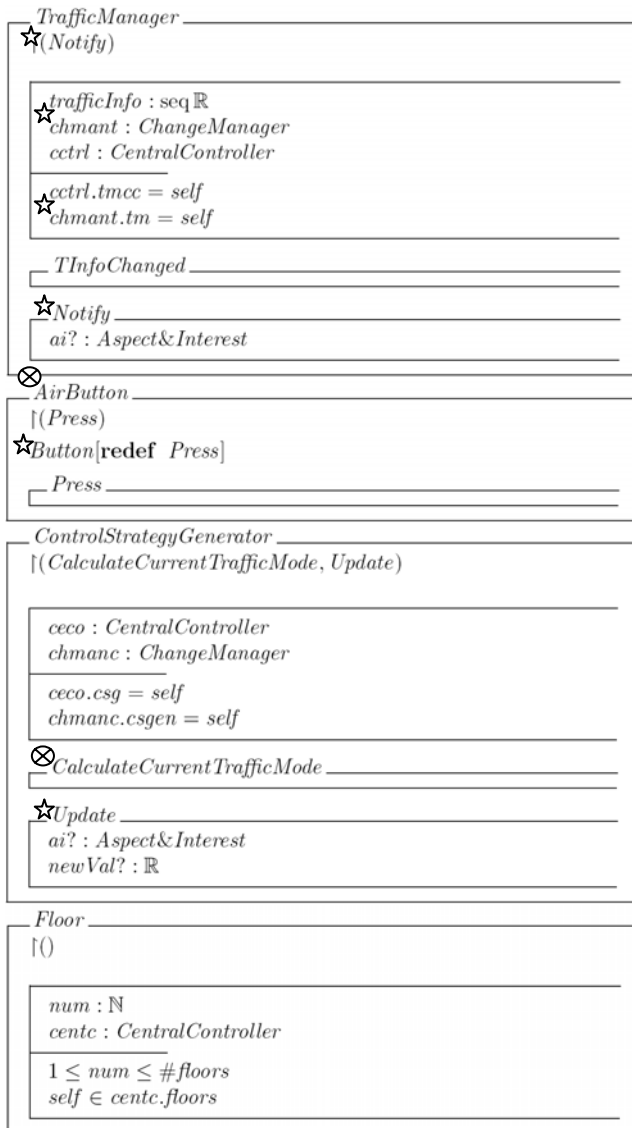 TrafficManager
↾(Notify)
trafficInfo : seq ℝ
chmant : ChangeManager
cctrl : CentralController
cctrl.tmcc = self
chmant.tm = self
TInfoChanged
Notify
ai? : Aspect&Interest
AirButton
↾(Press)
Button[redef Press]
Press
ControlStrategyGenerator
↾(CalculateCurrentTrafficMode, Update)
ceco : CentralController
chmanc : ChangeManager
ceco.csg = self
chmanc.csgen = self
CalculateCurrentTrafficMode
Update
ai? : Aspect&Interest
newVal? : ℝ
Floor
↾()
num : ℕ
centc : CentralController
1 ≤ num ≤ #floors
self ∈ centc.floors